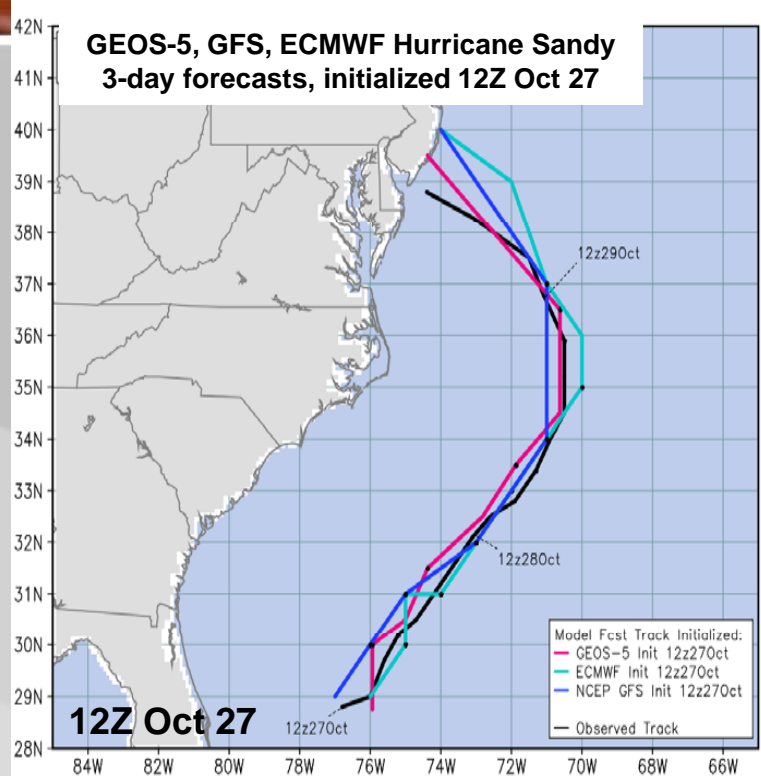 GEOS-5, GFS, ECMWF Hurricane Sandy
3-day forecasts, initialized 12Z Oct 27
42N
41N
40N
39N
38N
37N
36N
35N
34N
33N
32N
31N
30N
29N
28N
12z29Oct
12z28Oct
12z27Oct
12Z Oct 27
Model Fcst Track Initialized:
GEOS-5 Init 12z27Oct
ECMWF Init 12z27Oct
NCEP GFS Init 12z27Oct
Observed Track
84W 82W 80W 78W 76W 74W 72W 70W 68W 66W